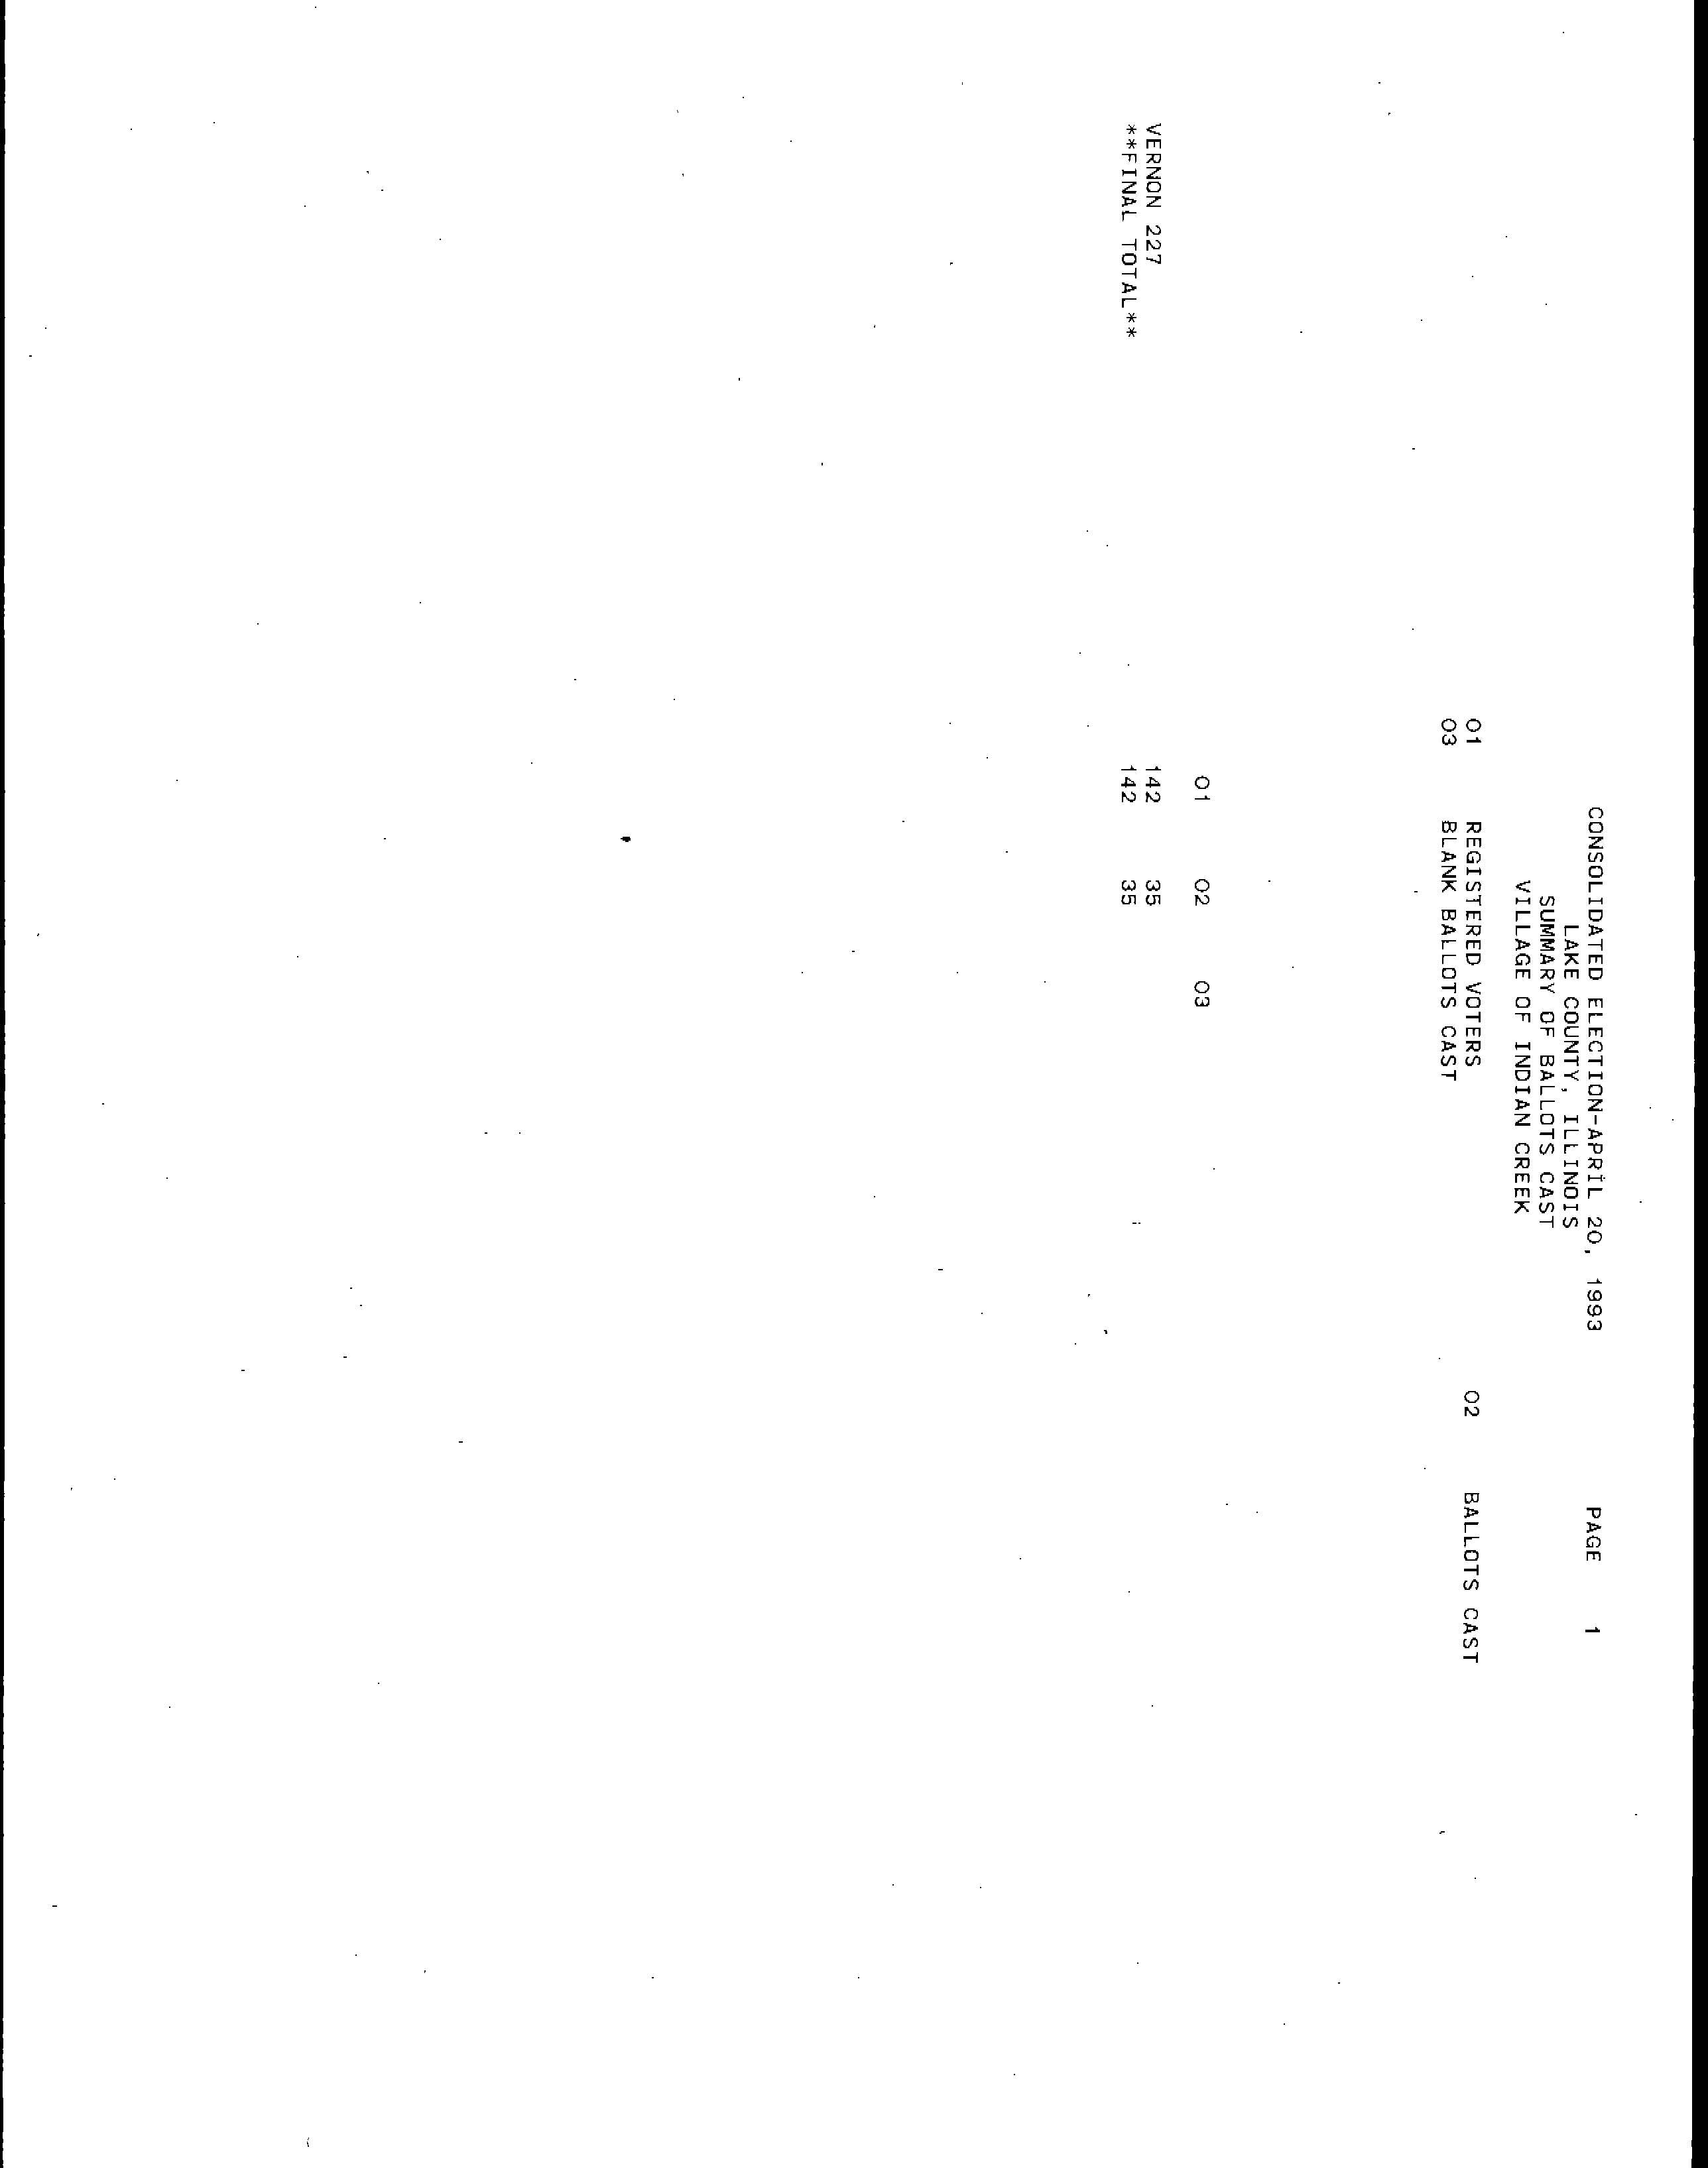 CONSOLIDATED ELECTION-APRIL 20, 1993 PAGE 1
LAKE COUNTY, ILLINOIS
SUMMARY OF BALLOTS CAST
VILLAGE OF INDIAN CREEK
01 REGISTERED VOTERS 02 BALLOTS CAST
03 BLANK BALLOTS CAST
01 02 03
VERNON 227 142 35
**FINAL TOTAL** 142 35